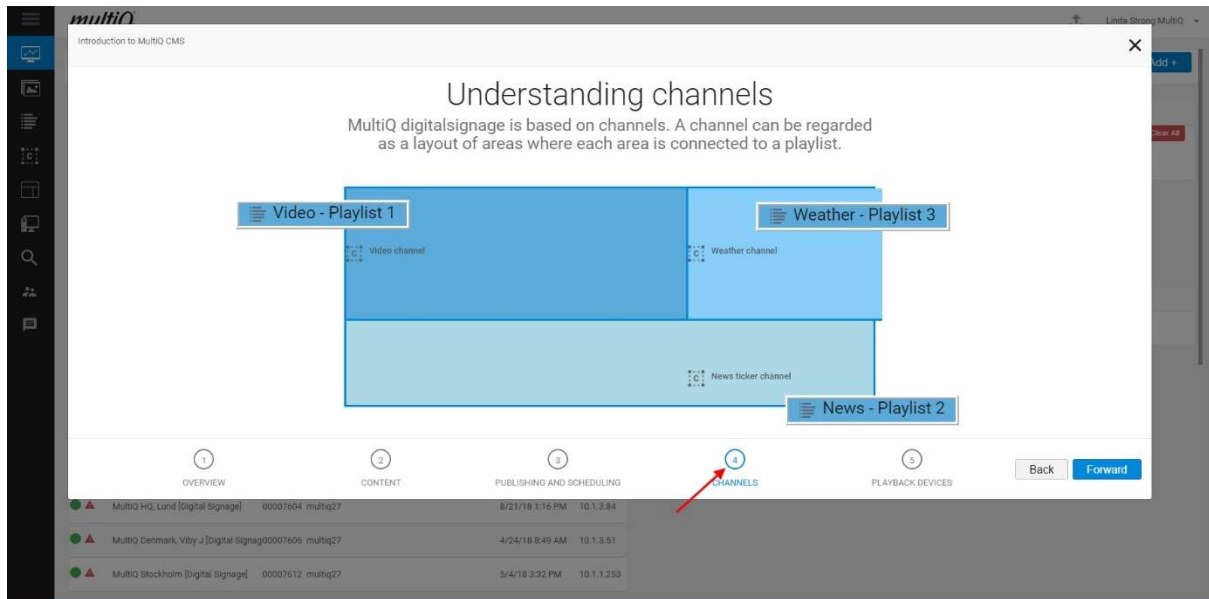 multiQ
Linda Strong MultiQ
Introduction to MultiQ CMS
Add +
Clear All
Understanding channels
MultiQ digitalsignage is based on channels. A channel can be regarded
as a layout of areas where each area is connected to a playlist.
Video - Playlist 1
Weather - Playlist 3
C Video channel
C Weather channel
C News ticker channel
News - Playlist 2
1 2 3 4 5
OVERVIEW CONTENT PUBLISHING AND SCHEDULING CHANNELS PLAYBACK DEVICES
Back Forward
MultiQ HQ, Lund [Digital Signage] 00007604 multiq27 8/21/18 1:16 PM 10.1.3.84
MultiQ Denmark, Viby J [Digital Signag00007606 multiq27 4/24/18 8:49 AM 10.1.3.51
MultiQ Stockholm [Digital Signage] 00007612 multiq27 5/4/18 3:32 PM 10.1.1.253